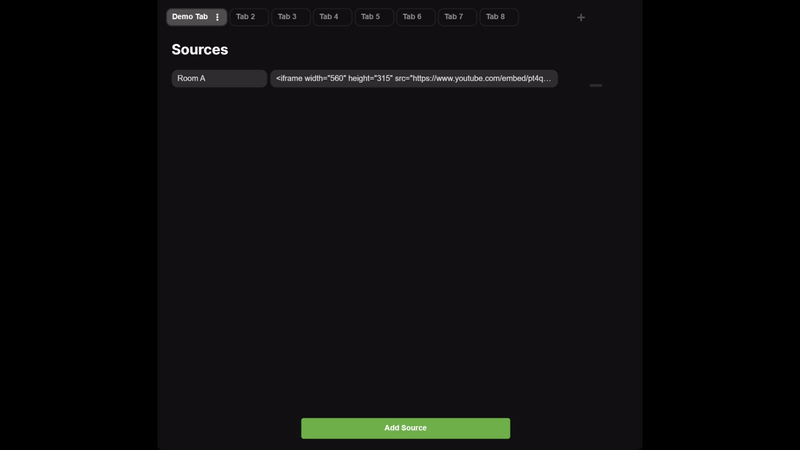 Demo Tab Tab 2 Tab 3 Tab 4 Tab 5 Tab 6 Tab 7 Tab 8
Sources
Room A <iframe width="560" height="315" src="https://www.youtube.com/embed/pt4q...
Add Source